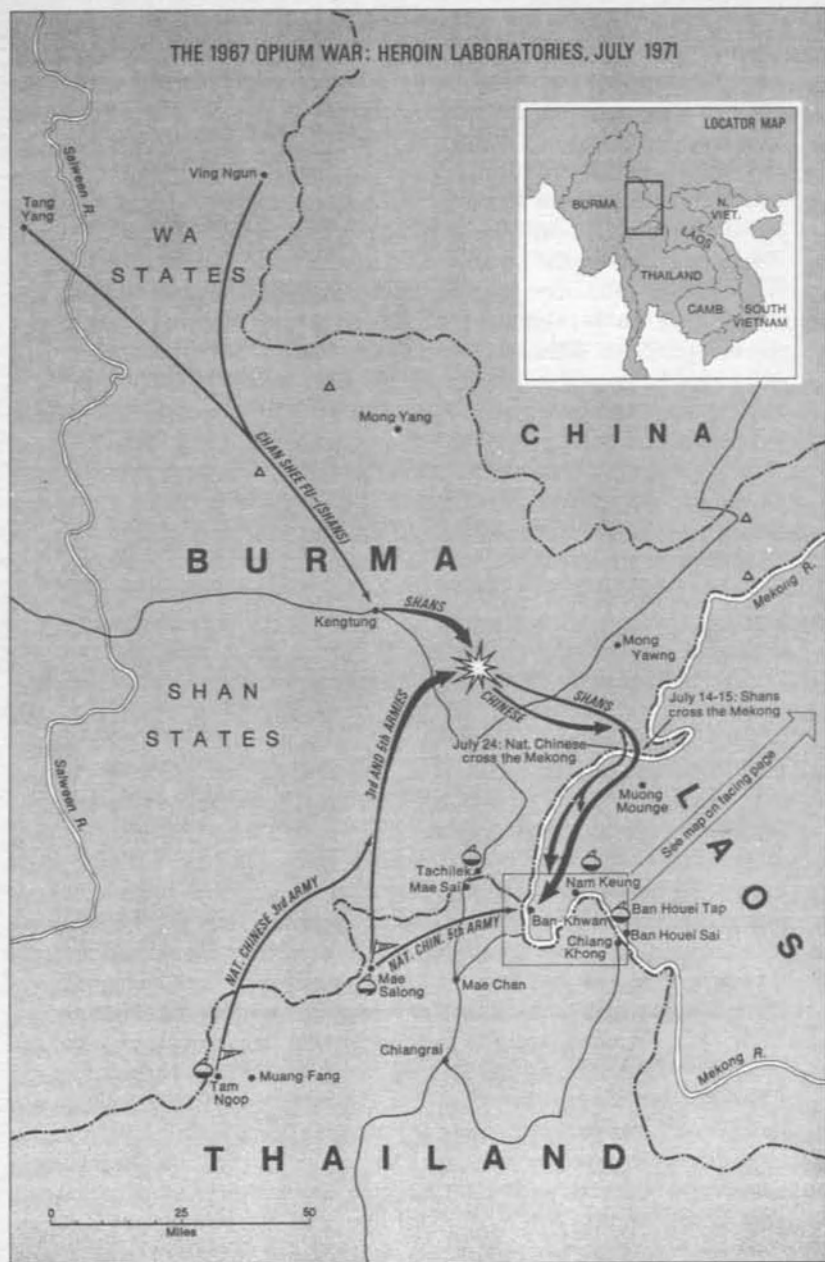 THE 1967 OPIUM WAR: HEROIN LABORATORIES, JULY 1971
LOCATOR MAP
BURMA
N.
VIET.
LAOS
THAILAND
CAMB.
SOUTH
VIETNAM
Salween R.
Ving Ngun
Tang
Yang
WA
STATES
Mong Yang
CHINA
CHAN SHEE FU-(SHANS)
BURMA
Kengtung
SHANS
Mekong R.
Mong
Yawng
SHAN
STATES
CHINESE
SHANS
July 14-15: Shans
cross the Mekong
July 24: Nat. Chinese
cross the Mekong
3rd AND 5th ARMIES
Muong
Mounge
LAOS
See map on facing page
Salween R.
Tachilek
Mae Sai
Nam Keung
Ban Khwan
Ban Houei Tap
Ban Houei Sai
Chiang
Khong
NAT. CHINESE 3rd ARMY
NAT. CHIN. 5th ARMY
Mae
Salong
Mae Chan
Chiangrai
Mekong R.
Tam
Ngop
Muang Fang
THAILAND
0
25
50
Miles